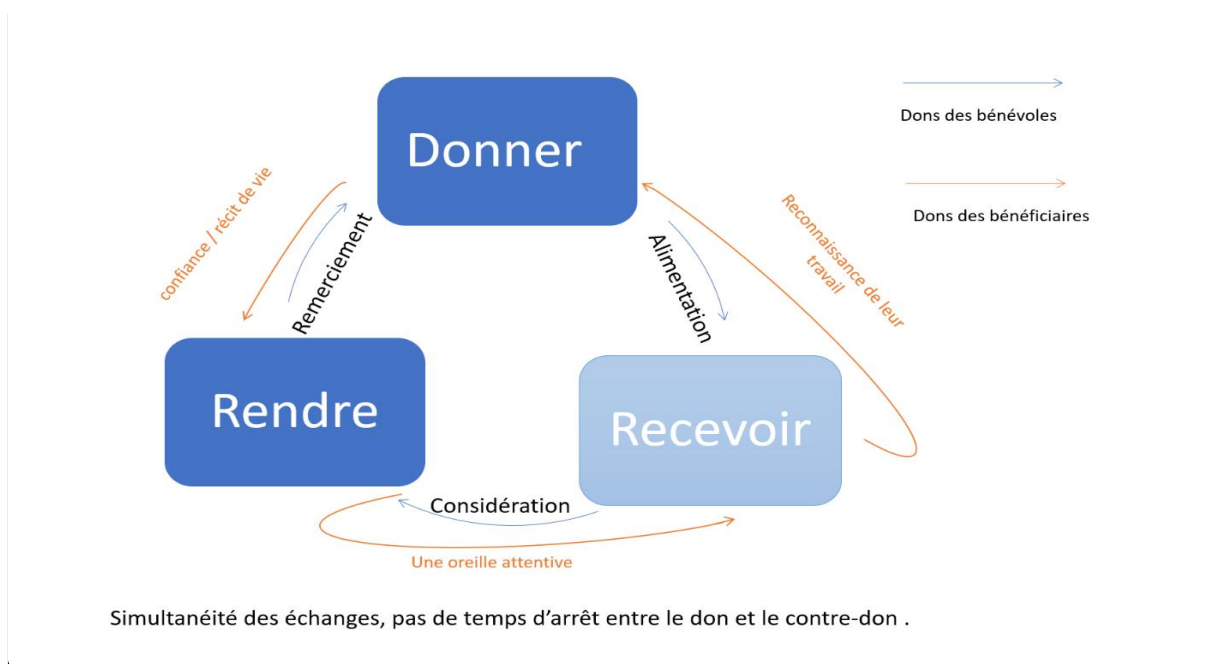 Donner
Dons des bénévoles
Dons des bénéficiaires
confiance / récit de vie
Remerciement
Alimentation
Reconnaissance de leur
travail
Rendre
Recevoir
Considération
Une oreille attentive
Simultanéité des échanges, pas de temps d’arrêt entre le don et le contre-don .